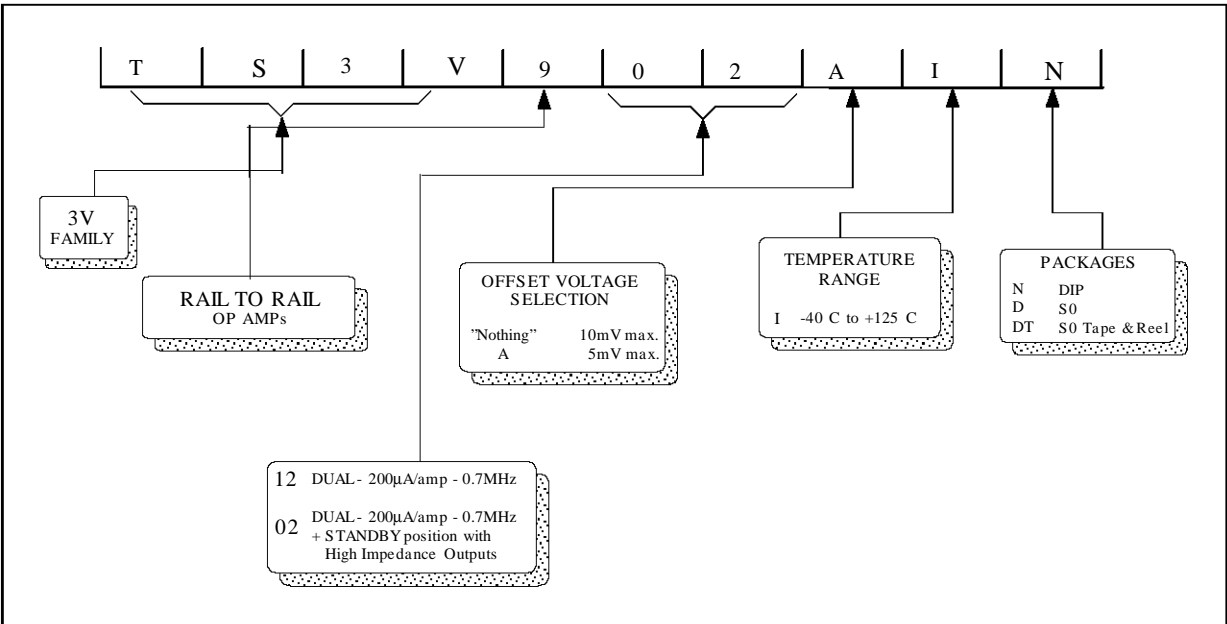 T S 3 V 9 0 2 A I N
3V
FAMILY
RAIL TO RAIL
OP AMPs
OFFSET VOLTAGE
SELECTION
"Nothing" 10mV max.
A 5mV max.
TEMPERATURE
RANGE
I -40 C to +125 C
PACKAGES
N DIP
D S0
DT S0 Tape & Reel
12 DUAL - 200µA/amp - 0.7MHz
02 DUAL - 200µA/amp - 0.7MHz
+ STANDBY position with
High Impedance Outputs